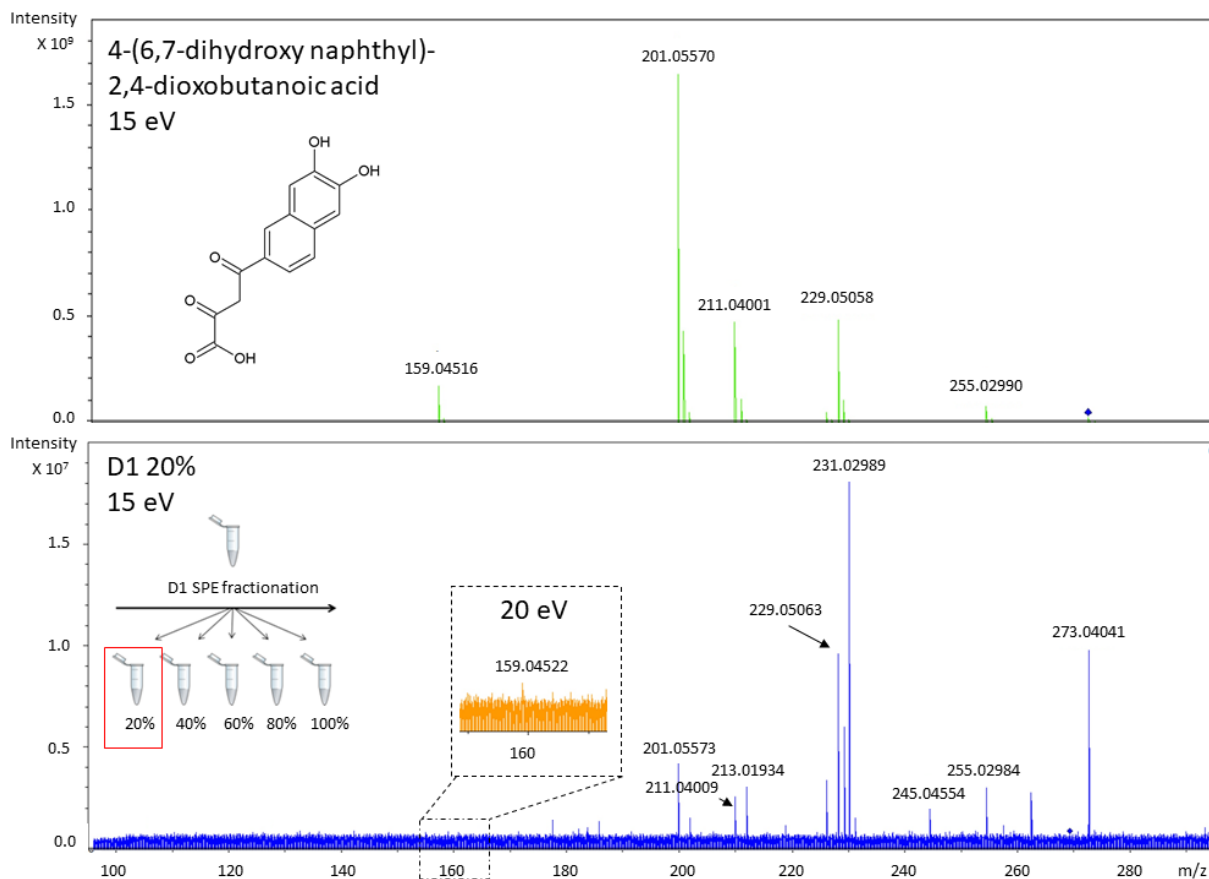 Intensity
X 10⁹
4-(6,7-dihydroxy naphthyl)-
2,4-dioxobutanoic acid
15 eV
OH
OH
O
O
O
OH
1.5
1.0
0.5
0.0
159.04516
201.05570
211.04001
229.05058
255.02990
Intensity
X 10⁷
D1 20%
15 eV
D1 SPE fractionation
20% 40% 60% 80% 100%
20 eV
159.04522
160
1.5
1.0
0.5
0.0
201.05573
211.04009
213.01934
229.05063
231.02989
245.04554
255.02984
273.04041
100 120 140 160 180 200 220 240 260 280 m/z